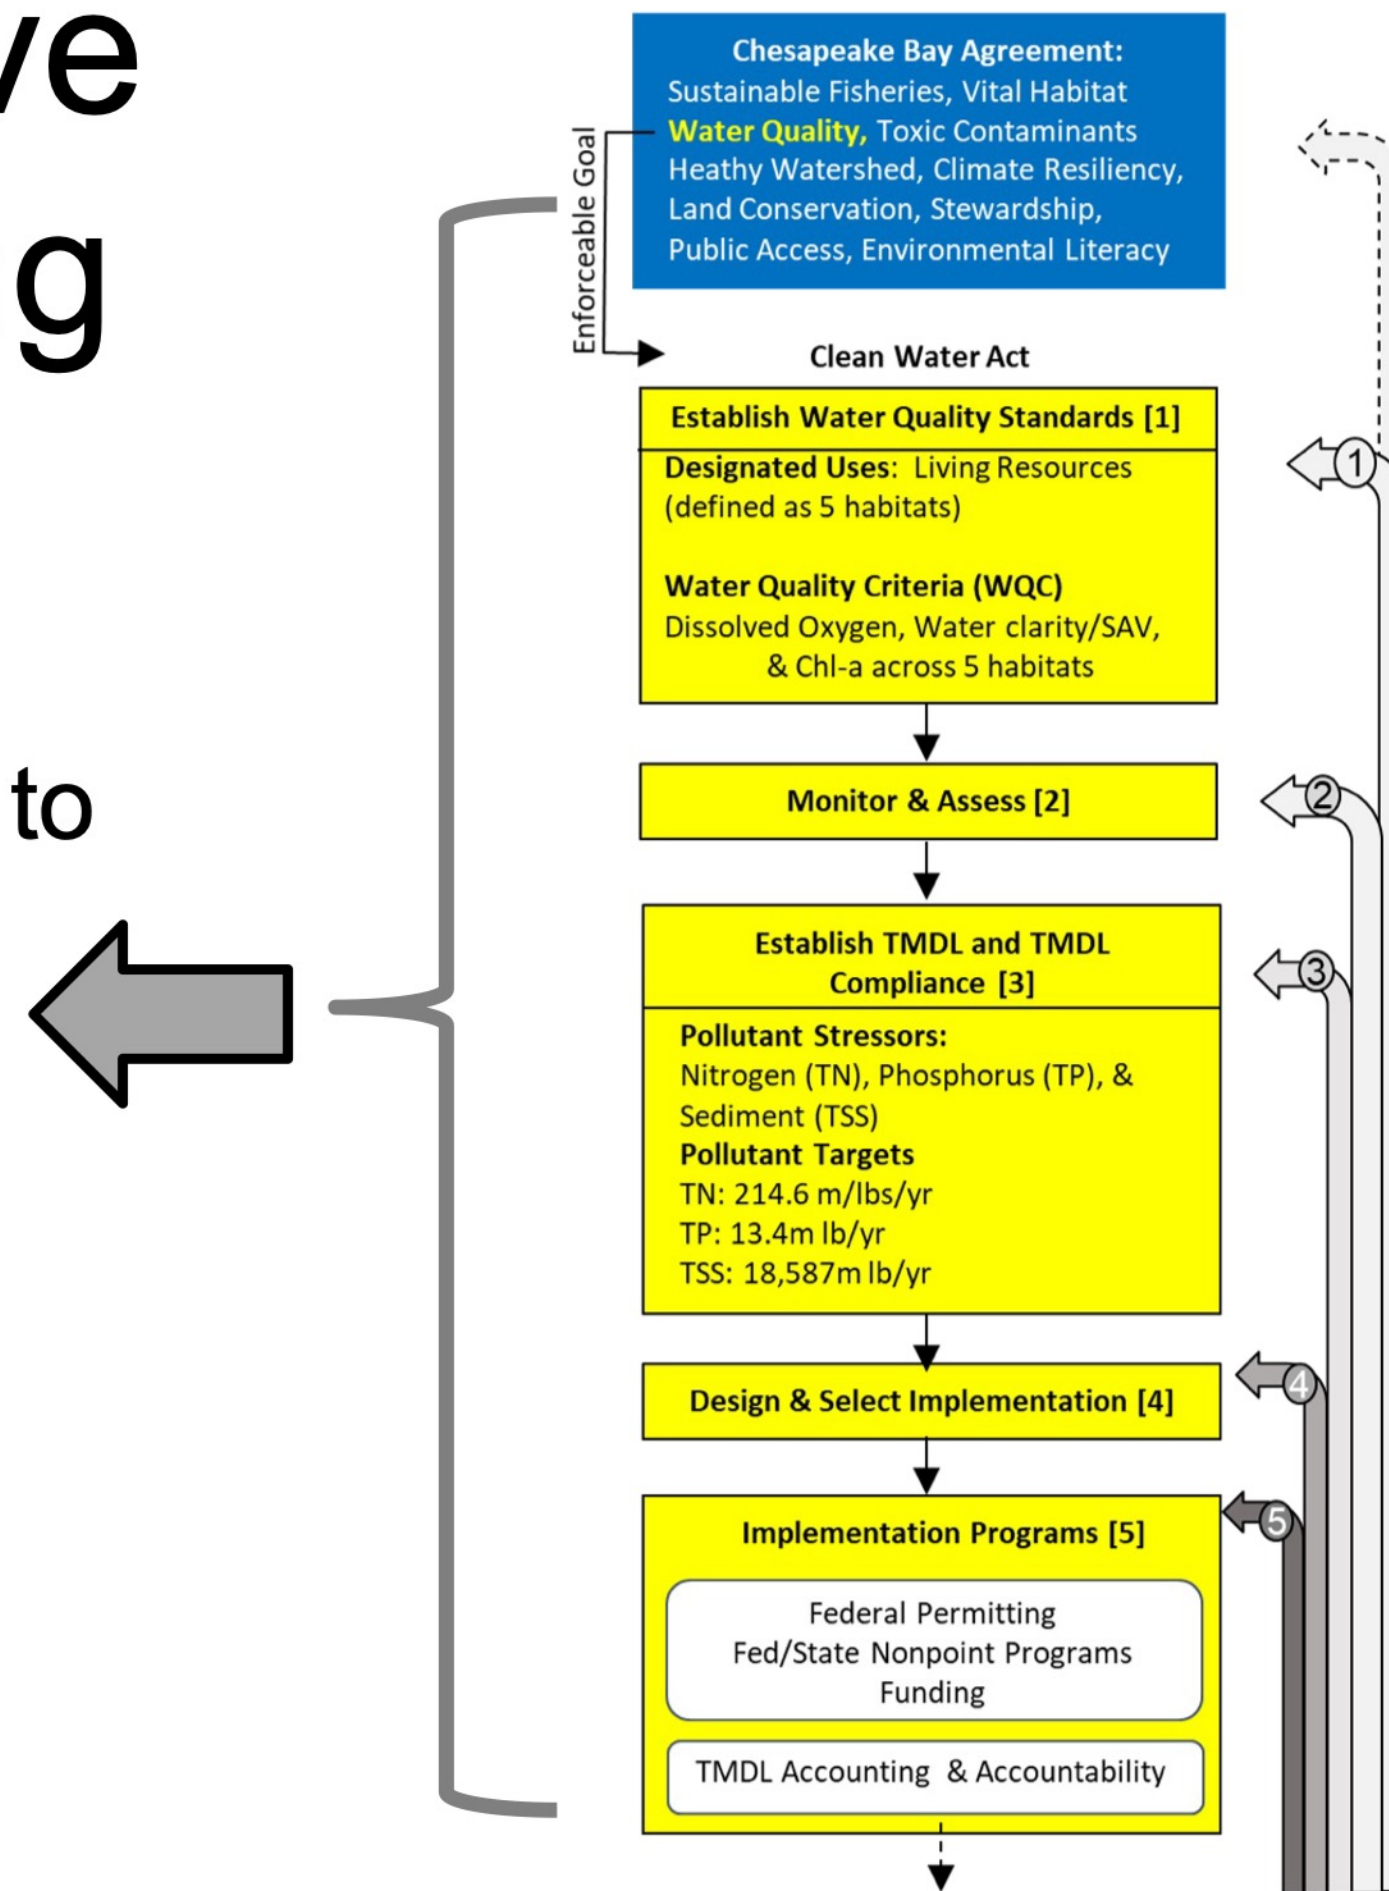 ve
g
to
Chesapeake Bay Agreement:
Sustainable Fisheries, Vital Habitat
Water Quality, Toxic Contaminants
Heathy Watershed, Climate Resiliency,
Land Conservation, Stewardship,
Public Access, Environmental Literacy
Enforceable Goal
Clean Water Act
Establish Water Quality Standards [1]
Designated Uses: Living Resources
(defined as 5 habitats)
Water Quality Criteria (WQC)
Dissolved Oxygen, Water clarity/SAV,
& Chl-a across 5 habitats
1
Monitor & Assess [2]
2
Establish TMDL and TMDL
Compliance [3]
3
Pollutant Stressors:
Nitrogen (TN), Phosphorus (TP), &
Sediment (TSS)
Pollutant Targets
TN: 214.6 m/lbs/yr
TP: 13.4m lb/yr
TSS: 18,587m lb/yr
Design & Select Implementation [4]
4
Implementation Programs [5]
5
Federal Permitting
Fed/State Nonpoint Programs
Funding
TMDL Accounting & Accountability